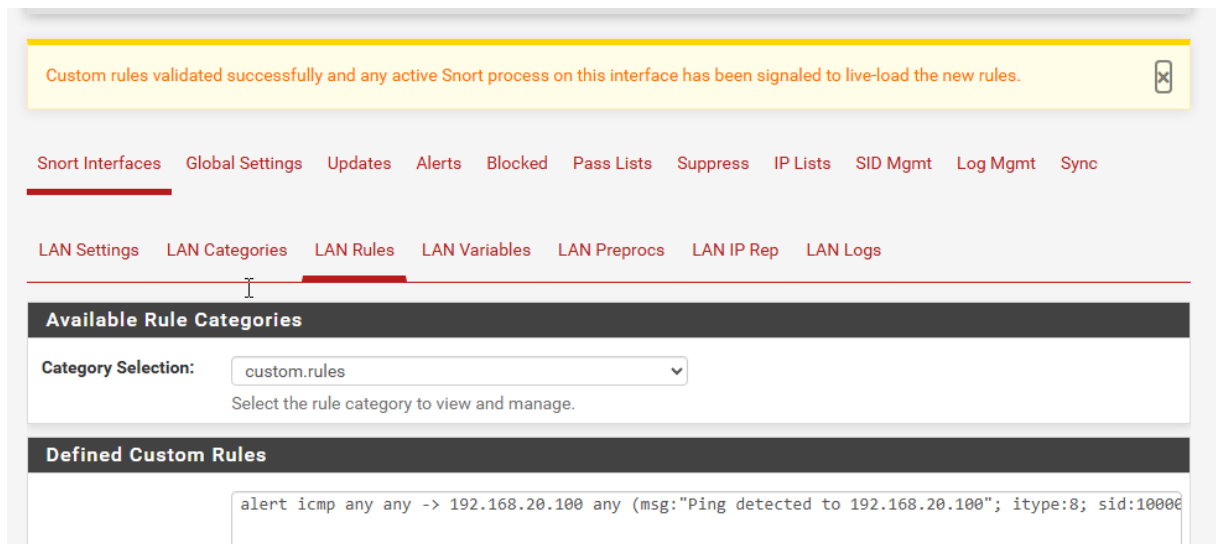 Custom rules validated successfully and any active Snort process on this interface has been signaled to live-load the new rules.
Snort Interfaces Global Settings Updates Alerts Blocked Pass Lists Suppress IP Lists SID Mgmt Log Mgmt Sync
LAN Settings LAN Categories LAN Rules LAN Variables LAN Preprocs LAN IP Rep LAN Logs
Available Rule Categories
Category Selection: custom.rules
Select the rule category to view and manage.
Defined Custom Rules
alert icmp any any -> 192.168.20.100 any (msg:"Ping detected to 192.168.20.100"; itype:8; sid:10000